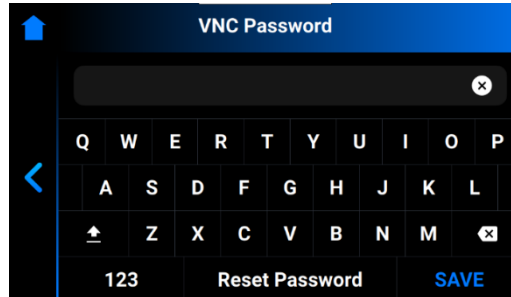 VNC Password
Q W E R T Y U I O P
A S D F G H J K L
Z X C V B N M
123 Reset Password SAVE